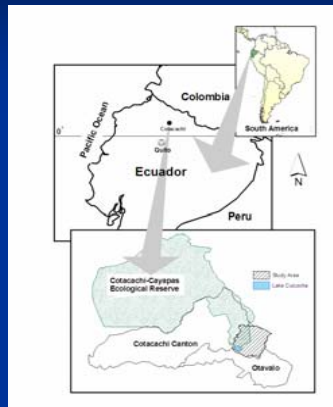 South America
Colombia
Pacific Ocean
Cotacachi
0°
Quito
Ecuador
N
Peru
Cotacachi-Cayapas
Ecological Reserve
Study Area
Lake Cuicocha
Cotacachi Canton
Otavalo